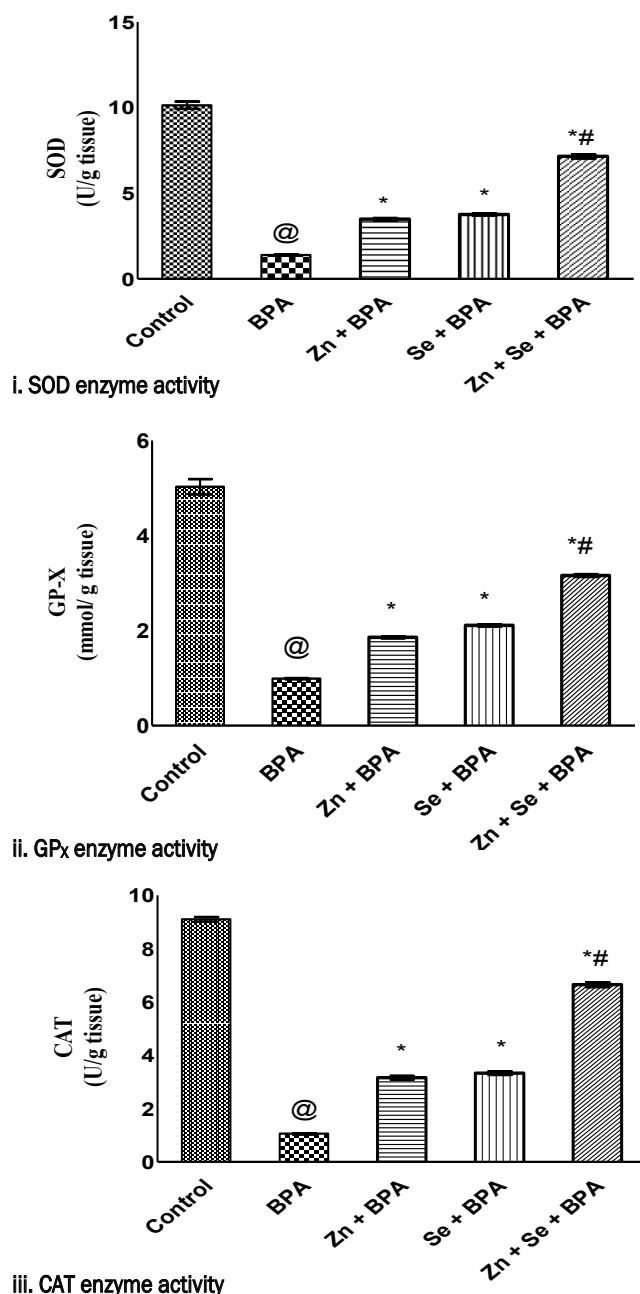 15
10
5
0
SOD
(U/g tissue)
@
*
*
*#
Control
BPA
Zn + BPA
Se + BPA
Zn + Se + BPA
i. SOD enzyme activity
6
4
2
0
GP-X
(mmol/ g tissue)
@
*
*
*#
Control
BPA
Zn + BPA
Se + BPA
Zn + Se + BPA
ii. GPx enzyme activity
10
8
6
4
2
0
CAT
(U/g tissue)
@
*
*
*#
Control
BPA
Zn + BPA
Se + BPA
Zn + Se + BPA
iii. CAT enzyme activity